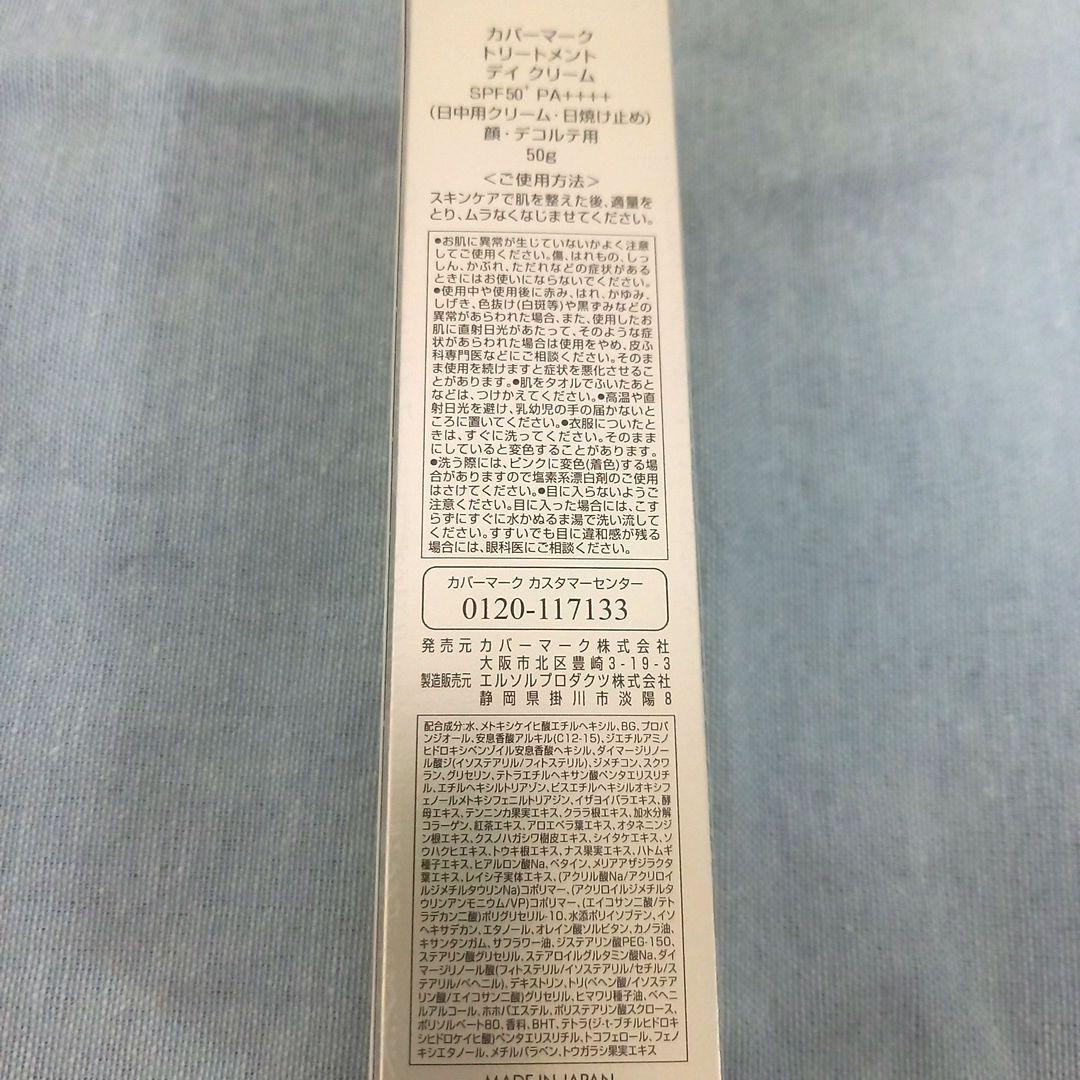 カバーマーク
トリートメント
デイ クリーム
SPF50+ PA++++
(日中用クリーム・日焼け止め)
顔・デコルテ用
50g
<ご使用方法>
スキンケアで肌を整えた後、適量を
とり、ムラなくなじませてください。
●お肌に異常が生じていないかよく注意
してご使用ください。傷、はれもの、しっ
しん、かぶれ、ただれなどの症状がある
ときにはお使いにならないでください。
●使用中や使用後に赤み、はれ、かゆみ、
しげき、色抜け(白斑等)や黒ずみなどの
異常があらわれた場合、また、使用したお
肌に直射日光があたって、そのような症
状があらわれた場合は使用をやめ、皮ふ
科専門医などにご相談ください。そのま
ま使用を続けますと症状を悪化させるこ
とがあります。●肌をタオルでふいたあと
などは、つけかえてください。●高温や直
射日光を避け、乳幼児の手の届かないと
ころに置いてください。●衣服についたと
きは、すぐに洗ってください。そのまま
にしていると変色することがあります。
●洗う際には、ピンクに変色(着色)する場
合がありますので塩素系漂白剤のご使用
はさけてください。●目に入らないようご
注意ください。目に入った場合には、こす
らずにすぐに水かぬるま湯で洗い流して
ください。すすいでも目に違和感が残る
場合には、眼科医にご相談ください。
カバーマーク カスタマーセンター
0120-117133
発売元 カバーマーク株式会社
大阪市北区豊崎3-19-3
製造販売元 エルソルプロダクツ株式会社
静岡県掛川市淡陽8
配合成分:水、メトキシケイヒ酸エチルヘキシル、BG、プロパ
ンジオール、安息香酸アルキル(C12-15)、ジエチルアミノ
ヒドロキシベンゾイル安息香酸ヘキシル、ダイマージリノー
ル酸ジ(イソステアリル/フィトステリル)、ジメチコン、スクワ
ラン、グリセリン、テトラエチルヘキサン酸ペンタエリスリチ
ル、エチルヘキシルトリアゾン、ビスエチルヘキシルオキシフ
ェノールメトキシフェニルトリアジン、イザヨイバラエキス、酵
母エキス、テンニンカ果実エキス、クララ根エキス、加水分解
コラーゲン、紅茶エキス、アロエベラ葉エキス、オタネニンジ
ン根エキス、クスノハガシワ樹皮エキス、シイタケエキス、ソ
ウハクヒエキス、トウキ根エキス、ナス果実エキス、ハトムギ
種子エキス、ヒアルロン酸Na、ベタイン、メリアアザジラクタ
葉エキス、レイシ子実体エキス、(アクリル酸Na/アクリロイ
ルジメチルタウリンNa)コポリマー、(アクリロイルジメチルタ
ウリンアンモニウム/VP)コポリマー、(エイコサン二酸/テト
ラデカン二酸)ポリグリセリル-10、水添ポリイソブテン、イソ
ヘキサデカン、エタノール、オレイン酸ソルビタン、カノラ油、
キサンタンガム、サフラワー油、ジステアリン酸PEG-150、
ステアリン酸グリセリル、ステアロイルグルタミン酸Na、ダイ
マージリノール酸(フィトステリル/イソステアリル/セチル/ス
テアリル/ベヘニル)、デキストリン、トリ(ベヘン酸/イソステア
リン酸/エイコサン二酸)グリセリル、ヒマワリ種子油、ベヘニ
ルアルコール、ホホバエステル、ポリステアリン酸スクロース、
ポリソルベート80、香料、BHT、テトラ(ジ-t-ブチルヒドロキ
シヒドロケイヒ酸)ペンタエリスリチル、トコフェロール、フェノ
キシエタノール、メチルパラベン、トウガラシ果実エキス
MADE IN JAPAN